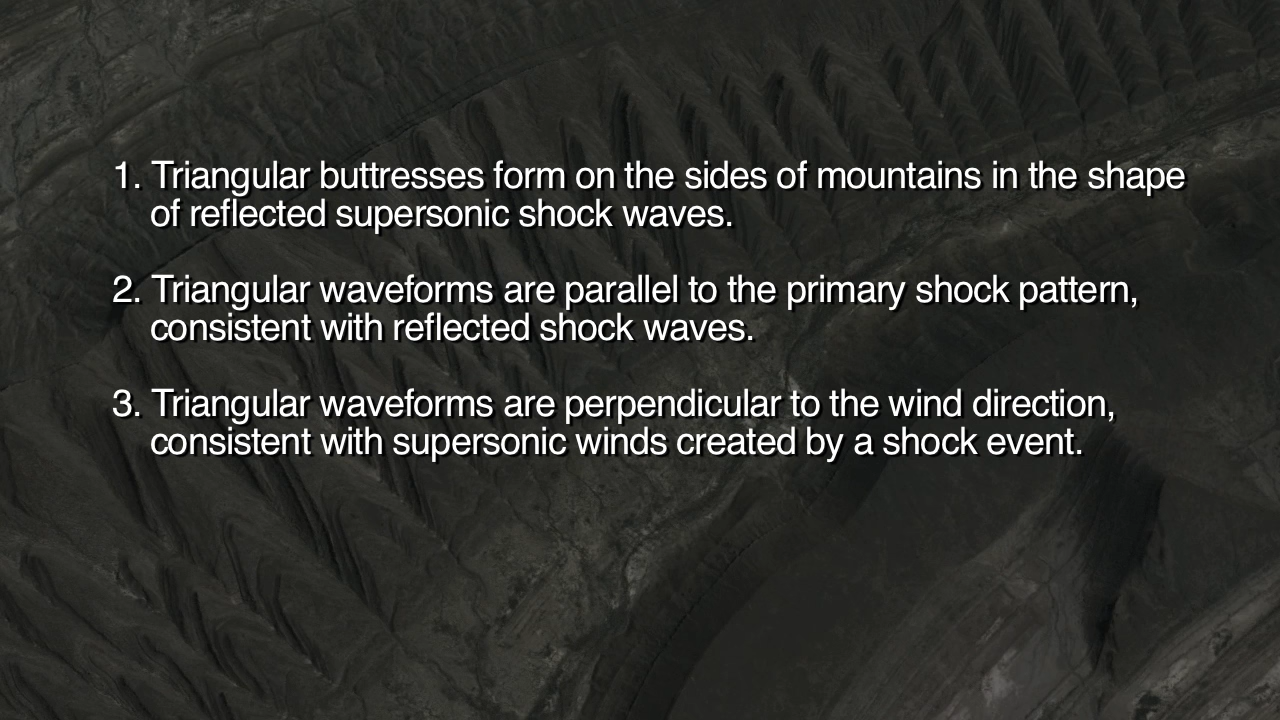 1. Triangular buttresses form on the sides of mountains in the shape
of reflected supersonic shock waves.
2. Triangular waveforms are parallel to the primary shock pattern,
consistent with reflected shock waves.
3. Triangular waveforms are perpendicular to the wind direction,
consistent with supersonic winds created by a shock event.